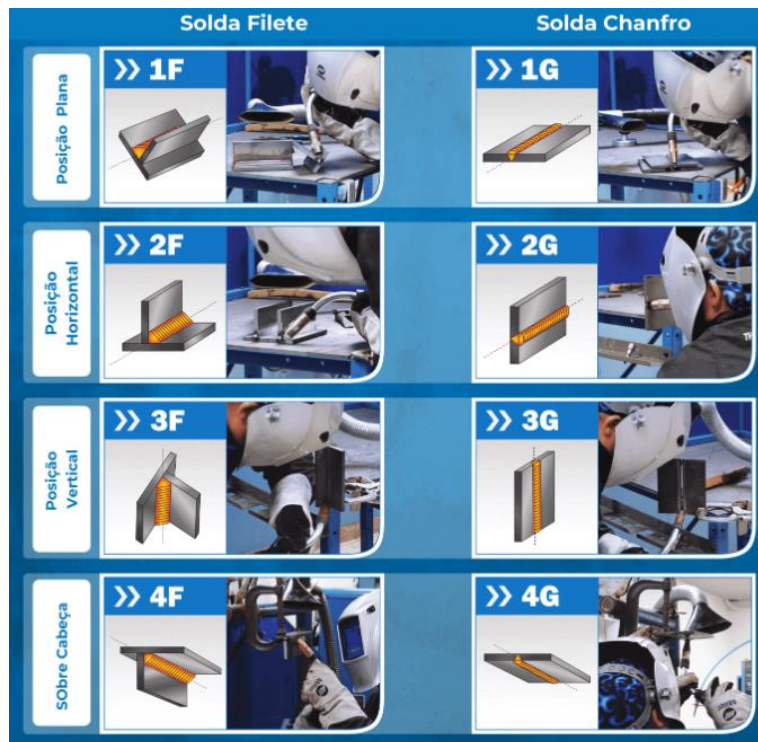 Solda Filete
Solda Chanfro
Posição Plana
>> 1F
>> 1G
Posição
Horizontal
>> 2F
>> 2G
Posição
Vertical
>> 3F
>> 3G
SObre Cabeça
>> 4F
>> 4G